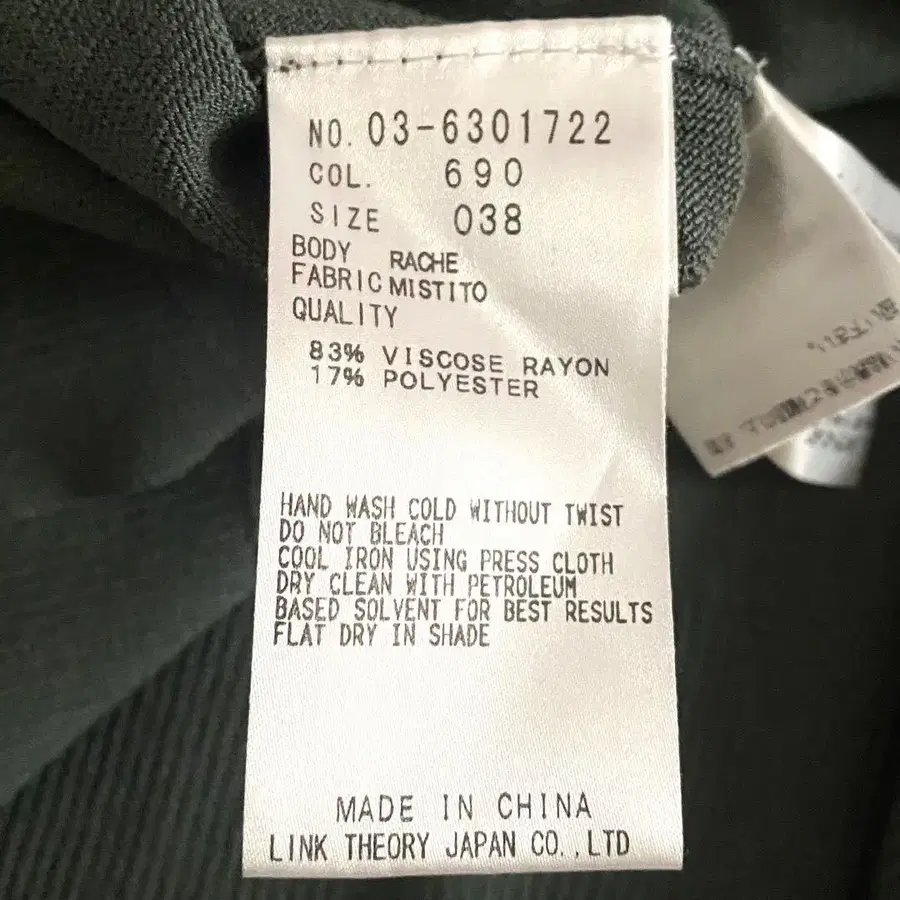 NO. 03-6301722
COL. 690
SIZE 038
BODY RACHE
FABRIC MISTITO
QUALITY
83% VISCOSE RAYON
17% POLYESTER
HAND WASH COLD WITHOUT TWIST
DO NOT BLEACH
COOL IRON USING PRESS CLOTH
DRY CLEAN WITH PETROLEUM
BASED SOLVENT FOR BEST RESULTS
FLAT DRY IN SHADE
MADE IN CHINA
LINK THEORY JAPAN CO.,LTD